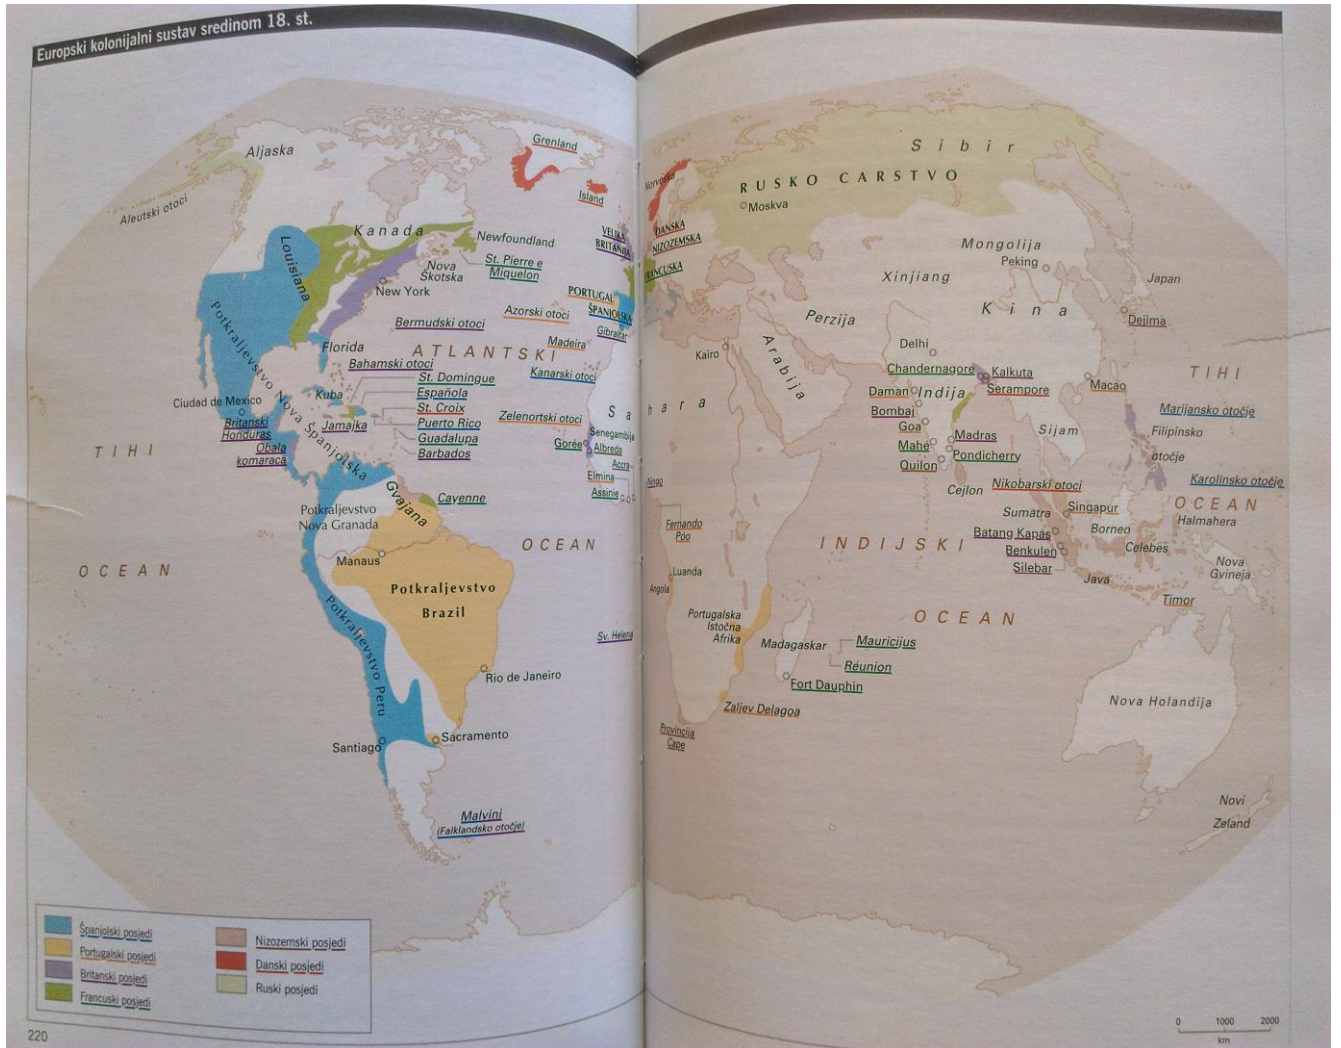 Europski kolonijalni sustav sredinom 18. st.
Aljaska
Aleutski otoci
Grenland
Island
Kanada
Louisiana
Newfoundland
St. Pierre e
Miquelon
Nova
Škotska
New York
VELIKA
BRITANIJA
PORTUGAL
ŠPANJOLSKA
Gibraltar
Azorski otoci
Madeira
Bermudski otoci
Florida
ATLANTSKI
Bahamski otoci
Kanarski otoci
St. Domingue
Kuba
Española
Ciudad de Mexico
St. Croix
Potkraljevstvo Nova Španjolska
Britanski
Honduras
Jamajka
Puerto Rico
Zelenortski otoci
Guadalupa
Obala
komaraca
Barbados
Sahara
Senegambija
Gorée
Albreda
Accra
Elmina
Assinie
TIHI
OCEAN
Gvajana
Cayenne
Potkraljevstvo
Nova Granada
OCEAN
Manaus
Potkraljevstvo
Brazil
Potkraljevstvo Peru
Sv. Helena
Rio de Janeiro
Santiago
Sacramento
Malvini
(Falklandsko otočje)
Španjolski posjedi
Portugalski posjedi
Britanski posjedi
Francuski posjedi
Nizozemski posjedi
Danski posjedi
Ruski posjedi
220
Norveška
Sibir
RUSKO CARSTVO
Moskva
DANSKA
NIZOZEMSKA
FRANCUSKA
Mongolija
Peking
Xinjiang
Japan
Kina
Perzija
Dejima
Kairo
Arabija
Delhi
Chandernagore
Kalkuta
Serampore
Macao
TIHI
Daman
Indija
Bombaj
Goa
Marijansko otočje
Filipinsko
otočje
Sijam
Madras
Mahé
Pondicherry
Quilon
Nikobarski otoci
Karolinsko otočje
Cejlon
OCEAN
Ningo
Fernando
Póo
Sumatra
Singapur
Halmahera
Borneo
Batang Kapas
INDIJSKI
Benkulen
Celebes
Silebar
Nova
Gvineja
Luanda
Angola
Java
Timor
Portugalska
Istočna
Afrika
OCEAN
Madagaskar
Mauricijus
Réunion
Fort Dauphin
Zaljev Delagoa
Nova Holandija
Provincija
Cape
Novi
Zeland
0 1000 2000
km